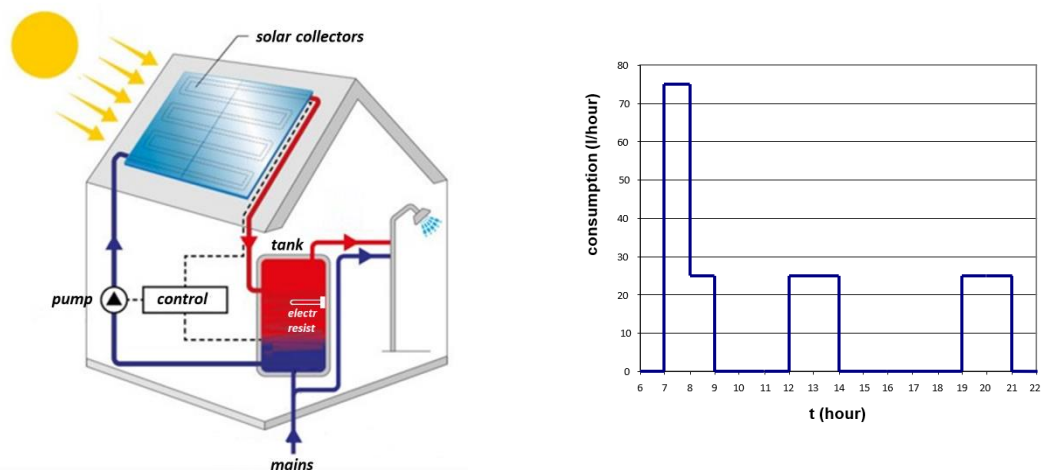 solar collectors
tank
pump
control
electr
resist
mains
consumption (l/hour)
80
70
60
50
40
30
20
10
0
6 7 8 9 10 11 12 13 14 15 16 17 18 19 20 21 22
t (hour)